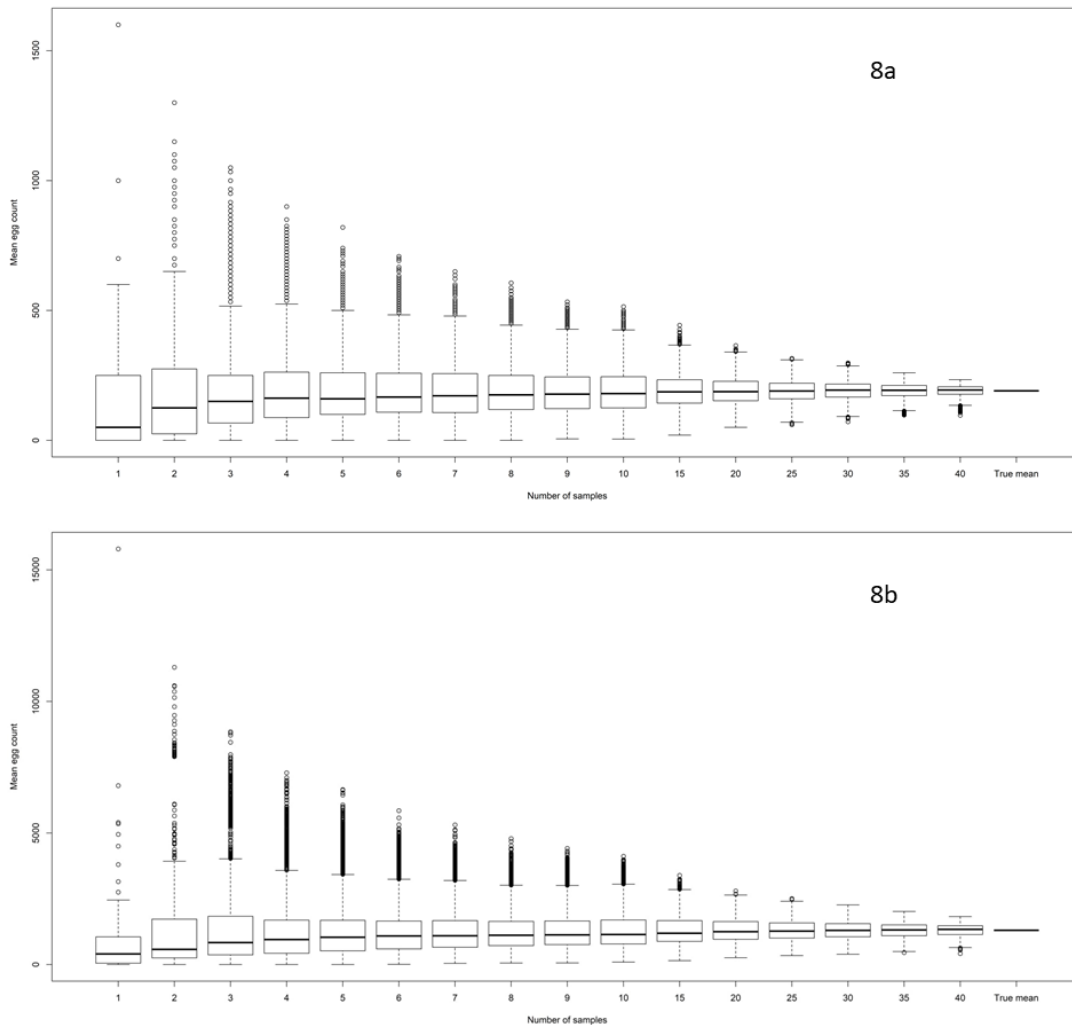 8a
Mean egg count
1500
1000
500
0
1 2 3 4 5 6 7 8 9 10 15 20 25 30 35 40 True mean
Number of samples
8b
Mean egg count
15000
10000
5000
0
1 2 3 4 5 6 7 8 9 10 15 20 25 30 35 40 True mean
Number of samples